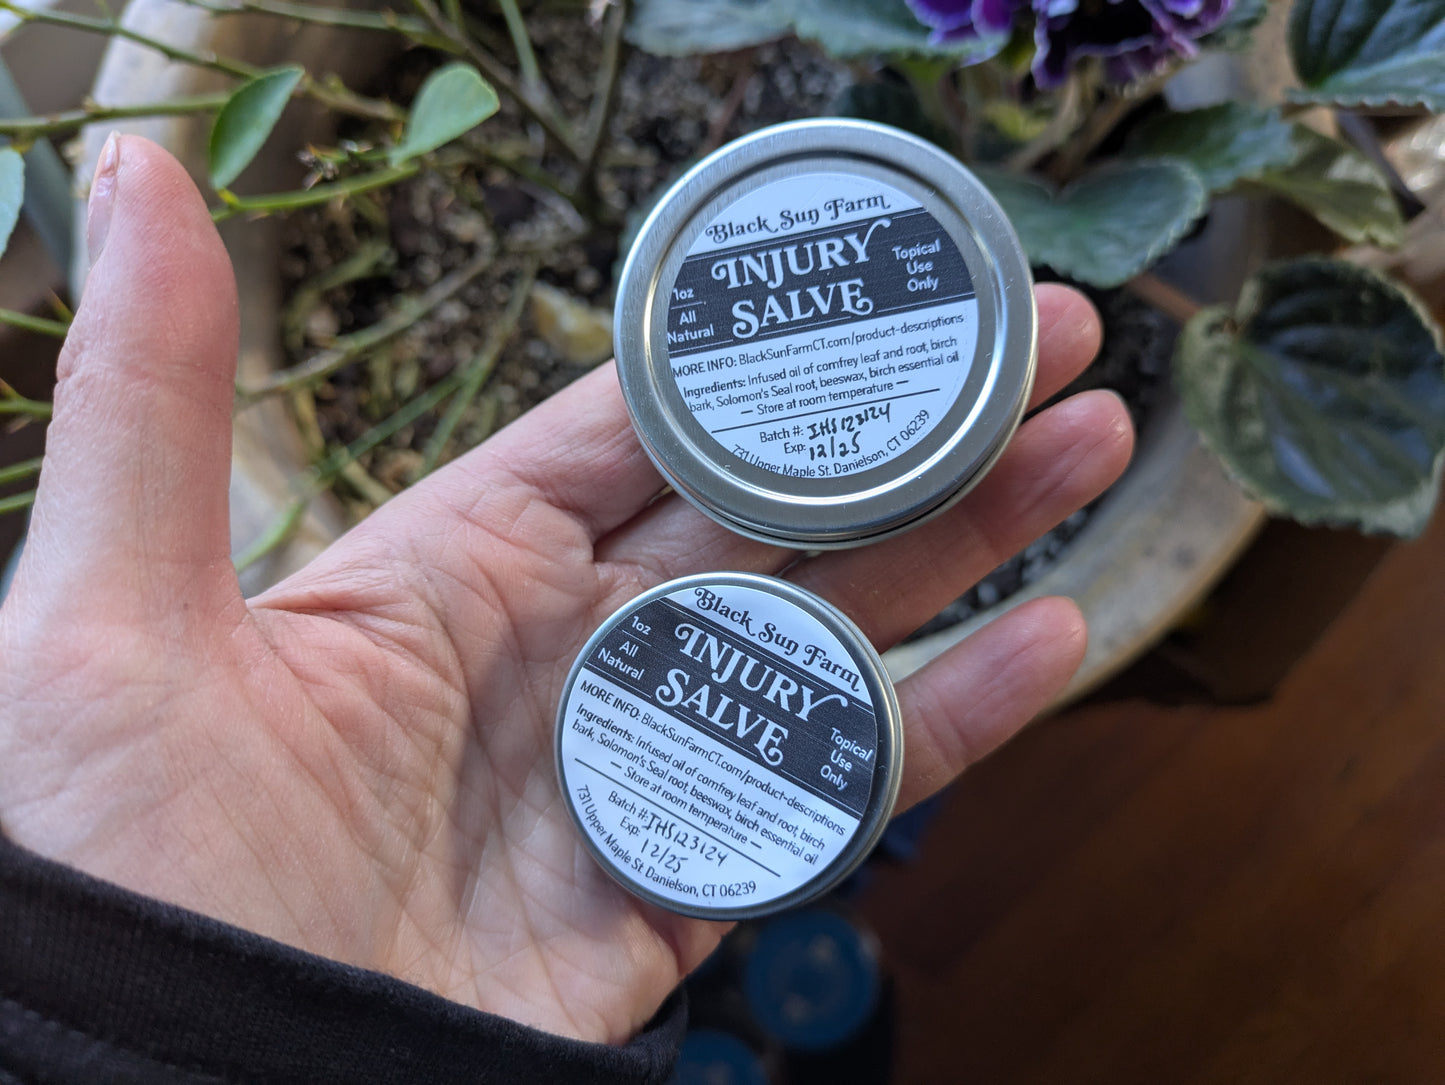 Black Sun Farm
INJURY
SALVE
1oz
All
Natural
Topical
Use
Only
MORE INFO: BlackSunFarmCT.com/product-descriptions
Ingredients: Infused oil of comfrey leaf and root, birch
bark, Solomon's Seal root, beeswax, birch essential oil
— Store at room temperature —
Batch #: IHS123124
Exp: 12/25
731 Upper Maple St. Danielson, CT 06239
Black Sun Farm
1oz
All
Natural
INJURY
SALVE
Topical
Use
Only
MORE INFO: BlackSunFarmCT.com/product-descriptions
Ingredients: Infused oil of comfrey leaf and root, birch
bark, Solomon's Seal root, beeswax, birch essential oil
— Store at room temperature —
Batch #: IHS123124
Exp: 12/25
731 Upper Maple St. Danielson, CT 06239